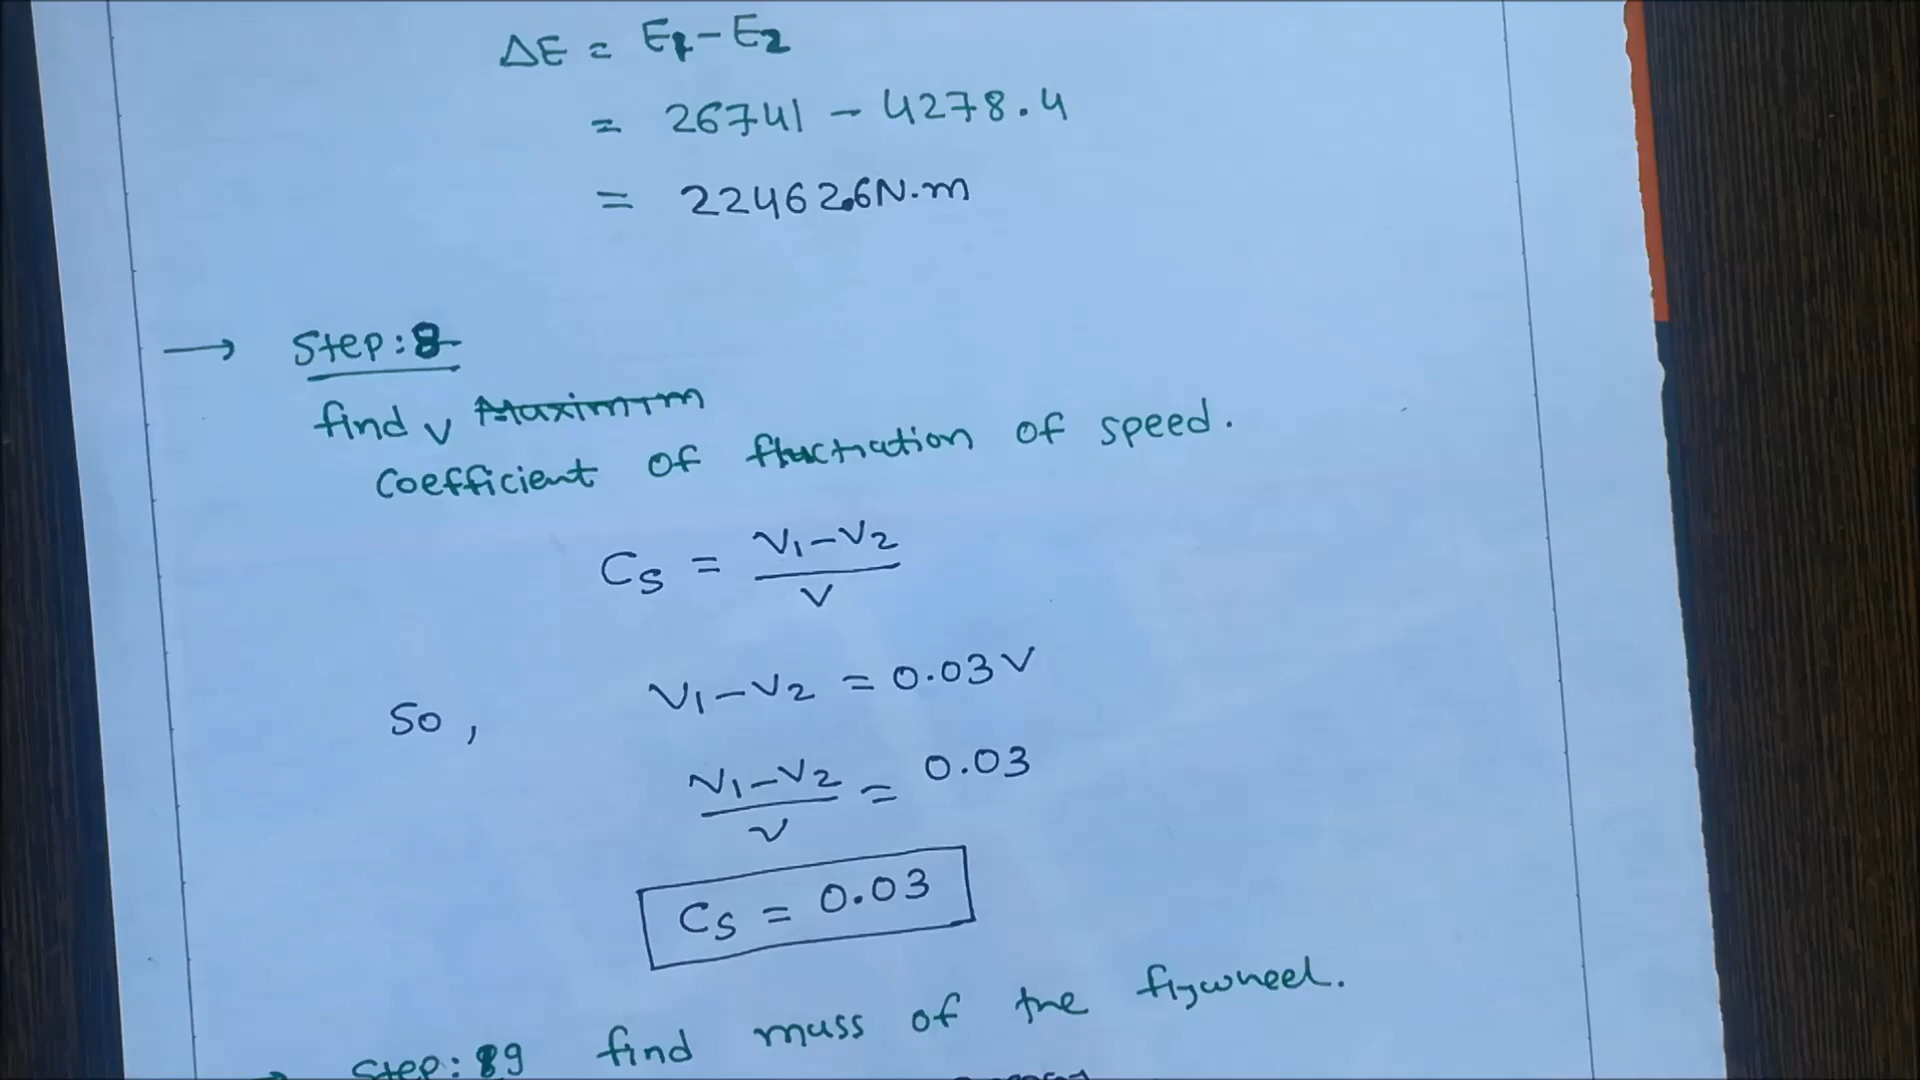 ΔE = E1 - E2
= 26741 - 4278.4
= 22462.6 N.m
→ Step: 8
find Maximum
Coefficient of fluctuation of speed.
Cs = V1-V2 / V
So, V1-V2 = 0.03V
V1-V2 / V = 0.03
Cs = 0.03
→ Step: 9 find mass of the flywheel.